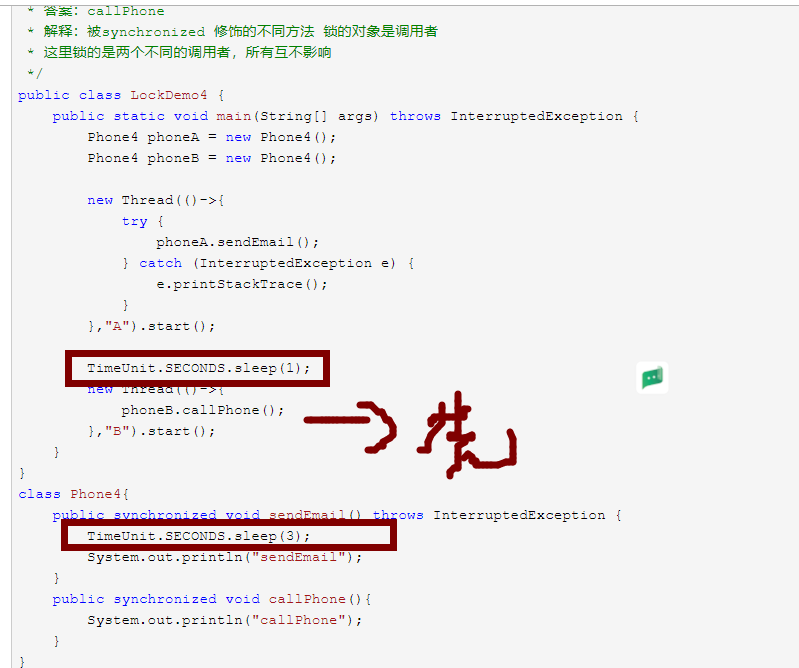 * 答案: callPhone
* 解释: 被synchronized 修饰的不同方法 锁的对象是调用者
* 这里锁的是两个不同的调用者, 所有互不影响
*/
public class LockDemo4 {
public static void main(String[] args) throws InterruptedException {
Phone4 phoneA = new Phone4();
Phone4 phoneB = new Phone4();
new Thread(()->{
try {
phoneA.sendEmail();
} catch (InterruptedException e) {
e.printStackTrace();
}
},"A").start();
TimeUnit.SECONDS.sleep(1);
new Thread(()->{
phoneB.callPhone(); 先
},"B").start();
}
}
class Phone4{
public synchronized void sendEmail() throws InterruptedException {
TimeUnit.SECONDS.sleep(3);
System.out.println("sendEmail");
}
public synchronized void callPhone(){
System.out.println("callPhone");
}
}